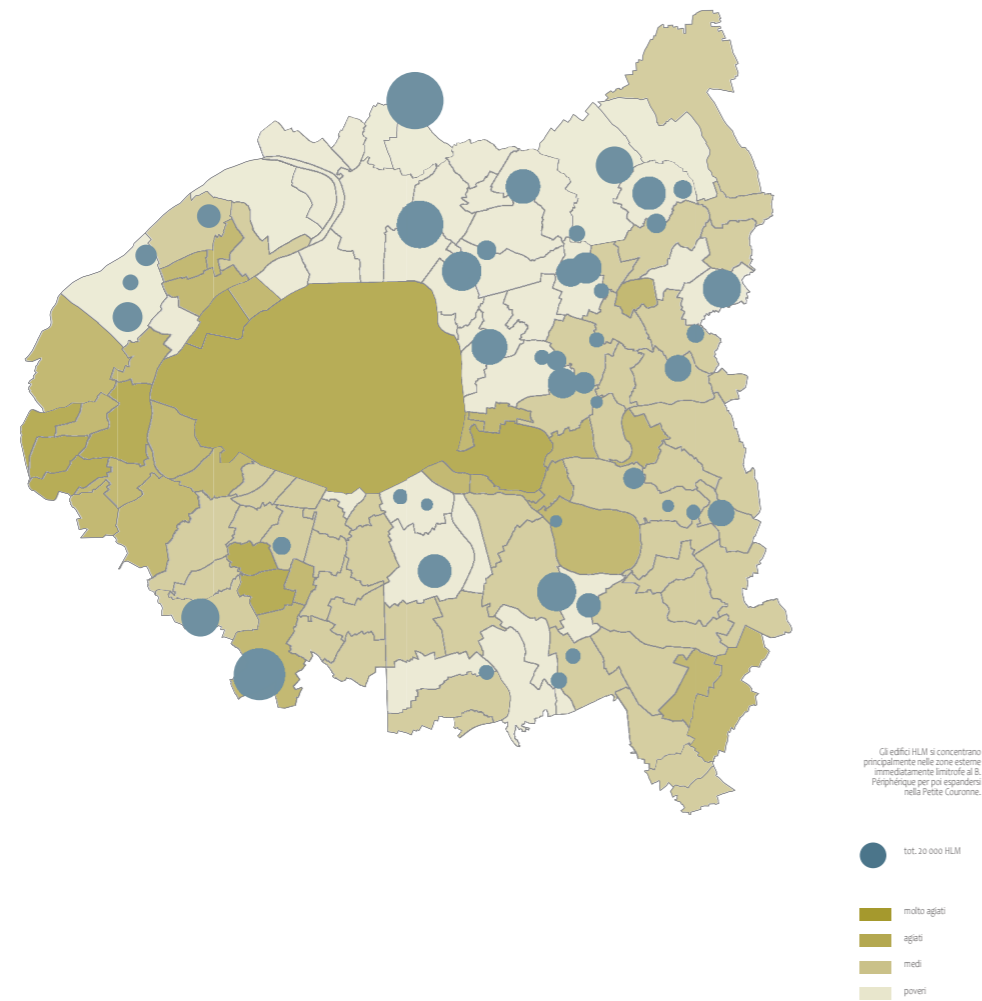 Gli edifici HLM si concentrano
principalmente nelle zone esterne
immediatamente limitrofe al B.
Périphérique per poi espandersi
nella Petite Couronne.
tot. 20 000 HLM
molto agiati
agiati
medi
poveri